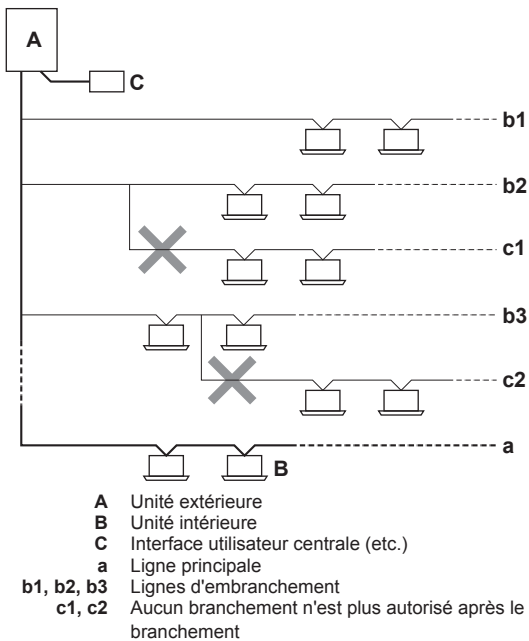 A
C
b1
b2
c1
b3
c2
a
B
A Unité extérieure
B Unité intérieure
C Interface utilisateur centrale (etc.)
a Ligne principale
b1, b2, b3 Lignes d'embranchement
c1, c2 Aucun branchement n'est plus autorisé après le
branchement